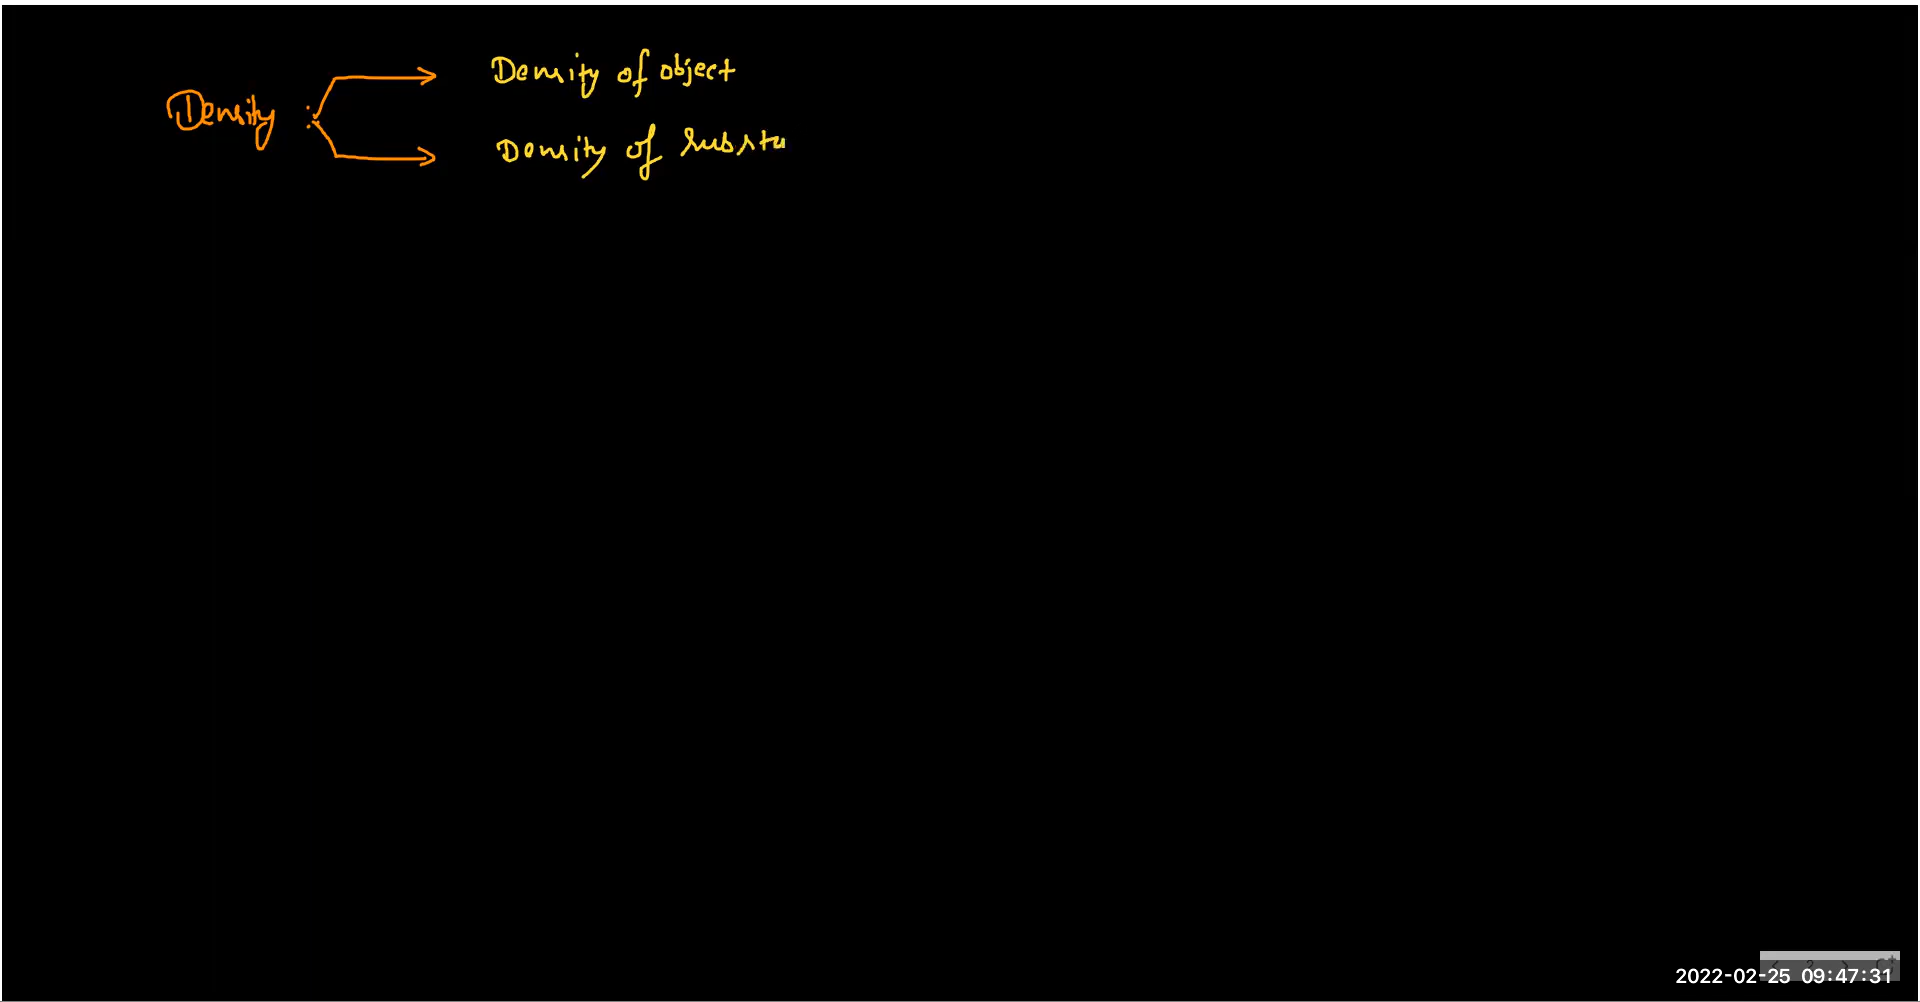 Density of object
Density :
Density of substa
2022-02-25 09:47:31